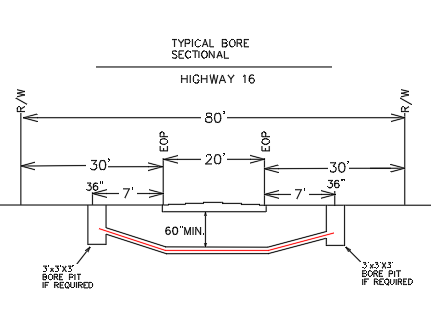 TYPICAL BORE
SECTIONAL
HIGHWAY 16
R/W
R/W
80'
EOP
EOP
20'
30'
30'
36"
36"
7'
7'
60"MIN.
3'x3'X3'
BORE PIT
IF REQUIRED
3'x3'X3'
BORE PIT
IF REQUIRED